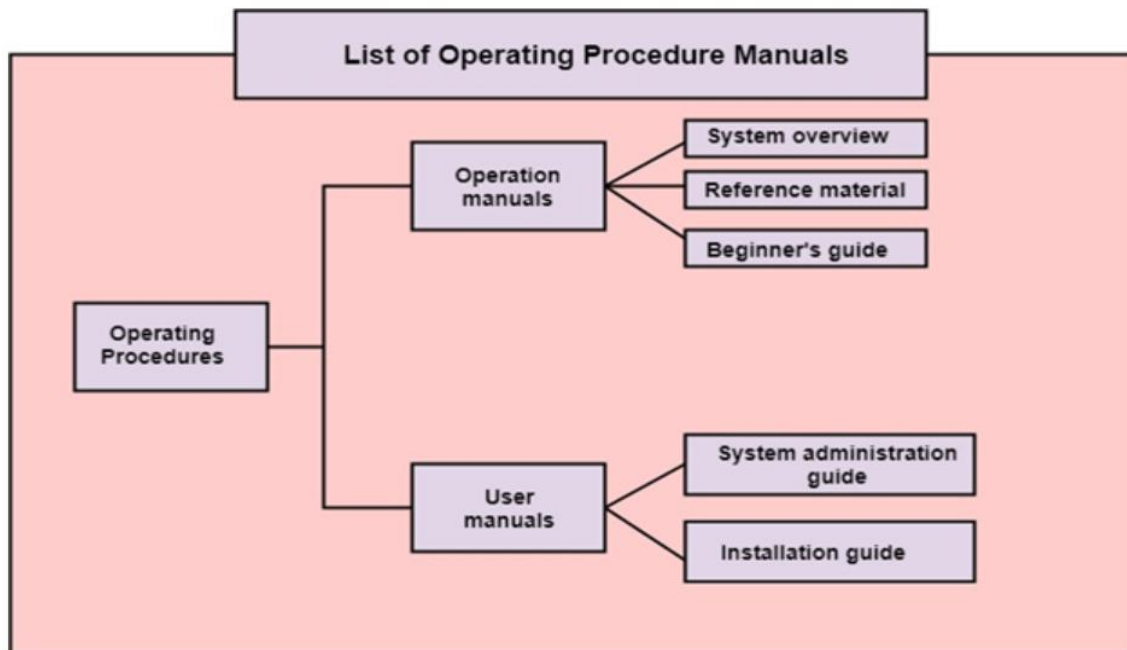 List of Operating Procedure Manuals
System overview
Operation
manuals
Reference material
Beginner's guide
Operating
Procedures
System administration
guide
User
manuals
Installation guide